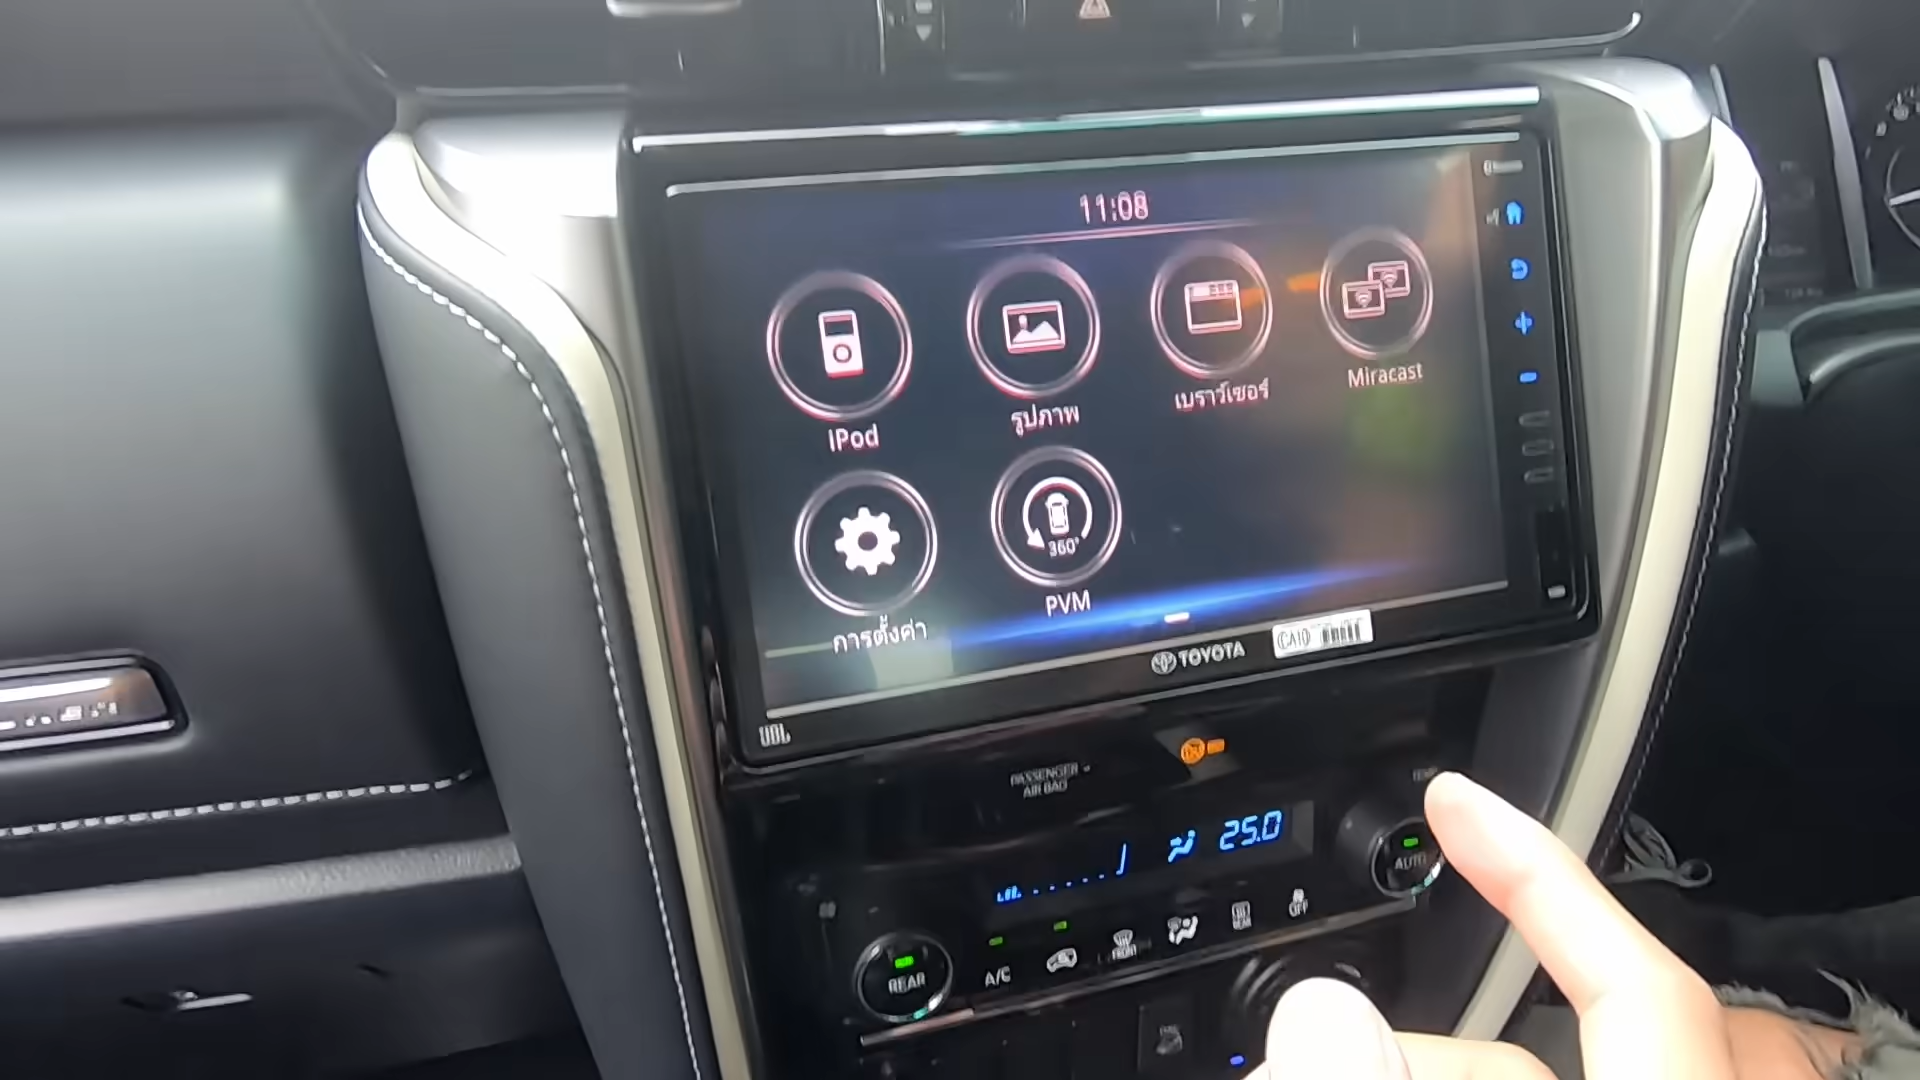 11:08
iPod
รูปภาพ
เบราว์เซอร์
Miracast
การตั้งค่า
360°
PVM
TOYOTA
JBL
PASSENGER
AIR BAG
25.0
AUTO
REAR
A/C
FRONT
REAR
OFF